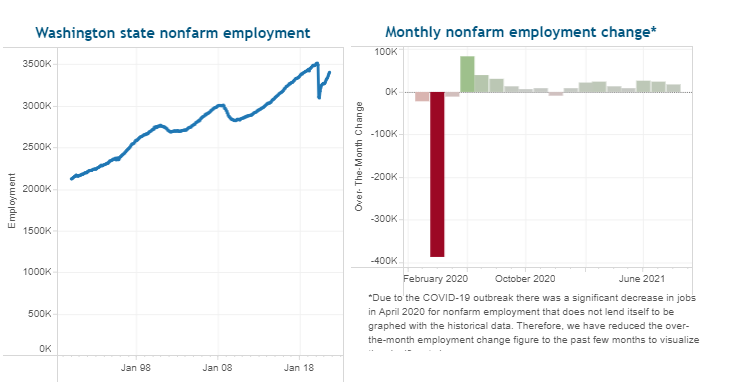 Washington state nonfarm employment
Employment
3500K
3000K
2500K
2000K
1500K
1000K
500K
0K
Jan 98
Jan 08
Jan 18
Monthly nonfarm employment change*
Over- The-Month Change
100K
0K
-100K
-200K
-300K
-400K
February 2020
October 2020
June 2021
*Due to the COVID-19 outbreak there was a significant decrease in jobs
in April 2020 for nonfarm employment that does not lend itself to be
graphed with the historical data. Therefore, we have reduced the over-
the-month employment change figure to the past few months to visualize